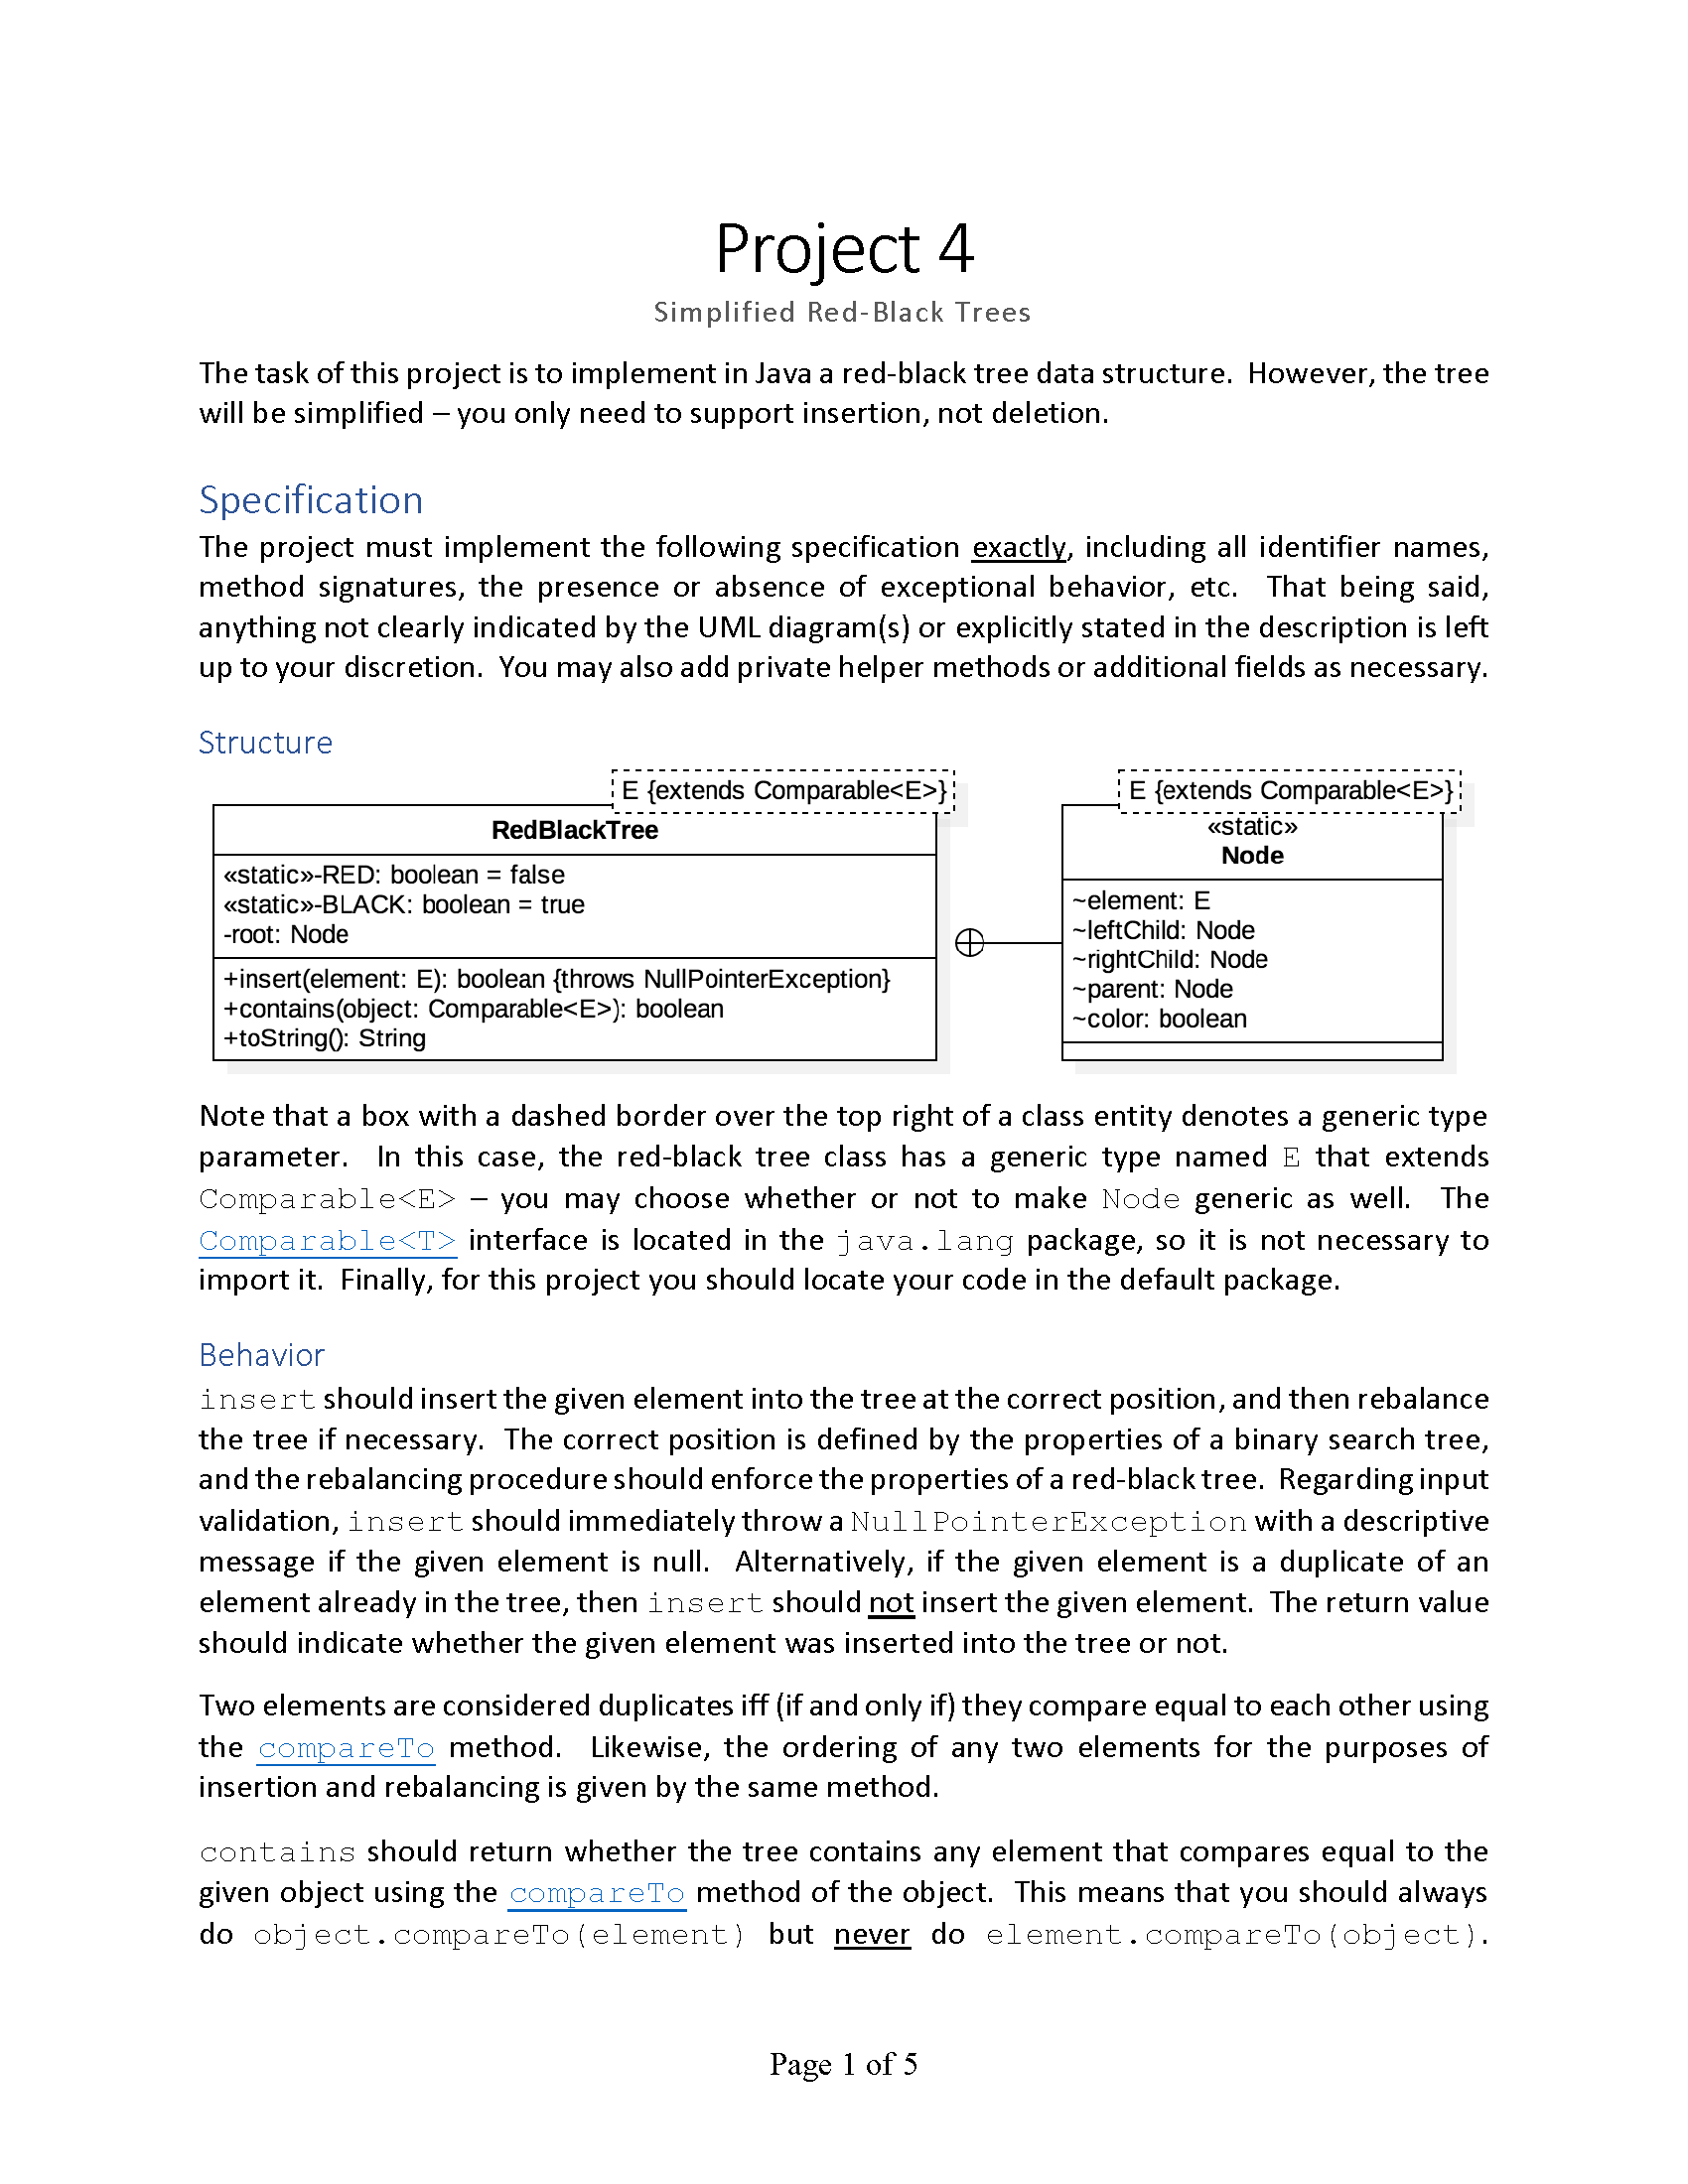 Project 4
Simplified Red-Black Trees
The task of this project is to implement in Java a red-black tree data structure. However, the tree
will be simplified – you only need to support insertion, not deletion.
Specification
The project must implement the following specification exactly, including all identifier names,
method signatures, the presence or absence of exceptional behavior, etc. That being said,
anything not clearly indicated by the UML diagram(s) or explicitly stated in the description is left
up to your discretion. You may also add private helper methods or additional fields as necessary.
Structure
E {extends Comparable<E>}
RedBlackTree
«static»-RED: boolean = false
«static»-BLACK: boolean = true
-root: Node
+insert(element: E): boolean {throws NullPointerException}
+contains(object: Comparable<E>): boolean
+toString(): String
E {extends Comparable<E>}
«static»
Node
~element: E
~leftChild: Node
~rightChild: Node
~parent: Node
~color: boolean
Note that a box with a dashed border over the top right of a class entity denotes a generic type
parameter. In this case, the red-black tree class has a generic type named E that extends
Comparable<E> – you may choose whether or not to make Node generic as well. The
Comparable<T> interface is located in the java.lang package, so it is not necessary to
import it. Finally, for this project you should locate your code in the default package.
Behavior
insert should insert the given element into the tree at the correct position, and then rebalance
the tree if necessary. The correct position is defined by the properties of a binary search tree,
and the rebalancing procedure should enforce the properties of a red-black tree. Regarding input
validation, insert should immediately throw a NullPointerException with a descriptive
message if the given element is null. Alternatively, if the given element is a duplicate of an
element already in the tree, then insert should not insert the given element. The return value
should indicate whether the given element was inserted into the tree or not.
Two elements are considered duplicates iff (if and only if) they compare equal to each other using
the compareTo method. Likewise, the ordering of any two elements for the purposes of
insertion and rebalancing is given by the same method.
contains should return whether the tree contains any element that compares equal to the
given object using the compareTo method of the object. This means that you should always
do object.compareTo(element) but never do element.compareTo(object).
Page 1 of 5